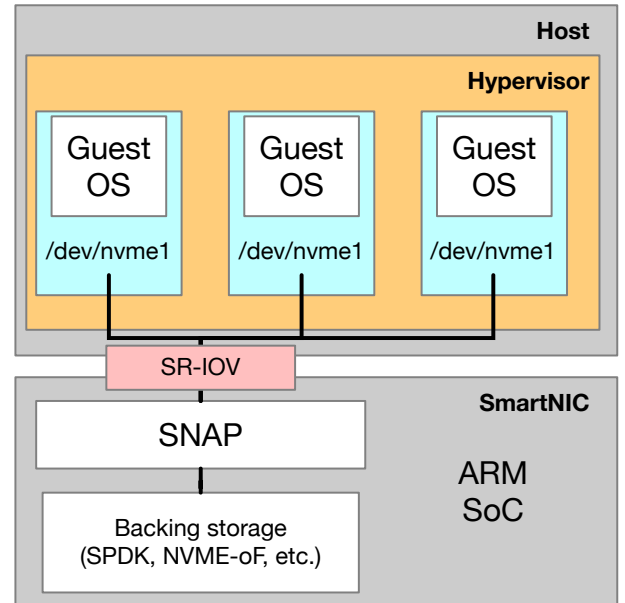 Host
Hypervisor
Guest
OS
/dev/nvme1
Guest
OS
/dev/nvme1
Guest
OS
/dev/nvme1
SR-IOV
SmartNIC
SNAP
ARM
SoC
Backing storage
(SPDK, NVME-oF, etc.)